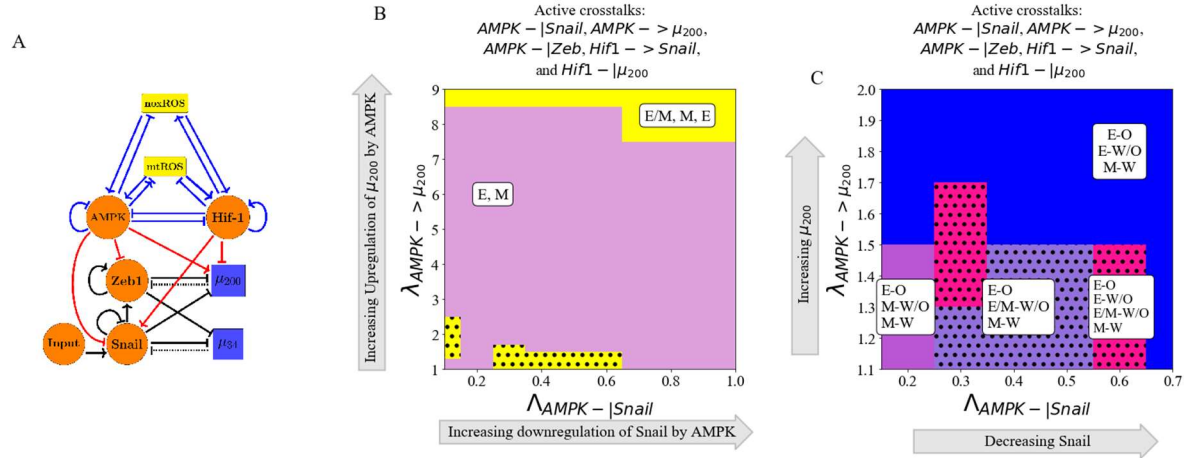 A
noxROS
mtROS
AMPK
Hif-1
Zeb1
μ200
Input
Snail
μ34
B
Active crosstalks:
AMPK-|Snail, AMPK->μ200,
AMPK-|Zeb, Hif1->Snail,
and Hif1-|μ200
Increasing Upregulation of μ200 by AMPK
λAMPK->μ200
9
8
7
6
5
4
3
2
1
E/M, M, E
E, M
0.2
0.4
0.6
0.8
1.0
ΛAMPK-|Snail
Increasing downregulation of Snail by AMPK
C
Active crosstalks:
AMPK-|Snail, AMPK->μ200,
AMPK-|Zeb, Hif1->Snail,
and Hif1-|μ200
Increasing μ200
λAMPK->μ200
2.0
1.9
1.8
1.7
1.6
1.5
1.4
1.3
1.2
1.1
E-O
E-W/O
M-W
E-O
M-W/O
M-W
E-O
E/M-W/O
M-W
E-O
E-W/O
E/M-W/O
M-W
0.2
0.3
0.4
0.5
0.6
0.7
ΛAMPK-|Snail
Decreasing Snail